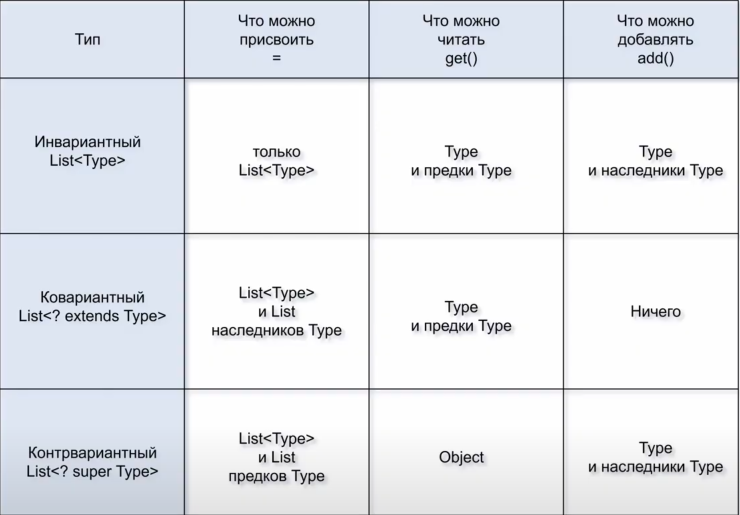 Тип
Что можно
присвоить
=
Что можно
читать
get()
Что можно
добавлять
add()
Инвариантный
List<Type>
только
List<Type>
Type
и предки Type
Type
и наследники Type
Ковариантный
List<? extends Type>
List<Type>
и List
наследников Type
Type
и предки Type
Ничего
Контрвариантный
List<? super Type>
List<Type>
и List
предков Type
Object
Type
и наследники Type